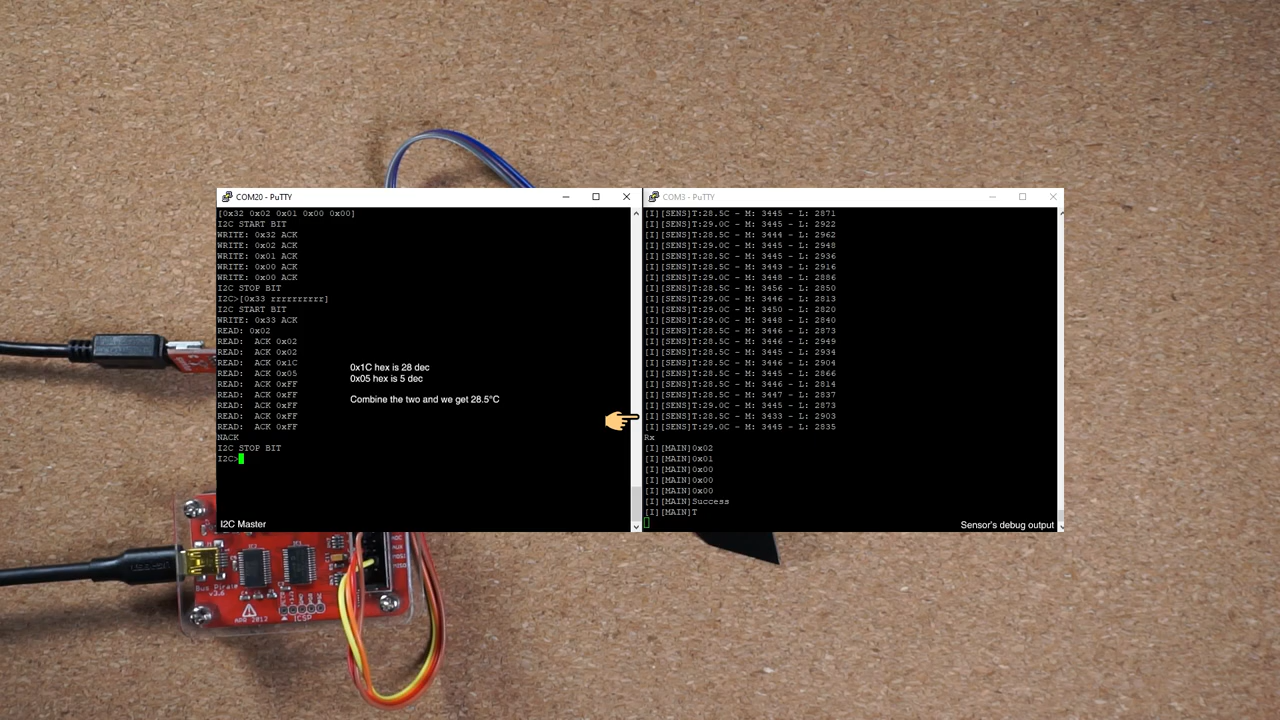 COM20 - PuTTY
[0x32 0x02 0x01 0x00 0x00]
I2C START BIT
WRITE: 0x32 ACK
WRITE: 0x02 ACK
WRITE: 0x01 ACK
WRITE: 0x00 ACK
WRITE: 0x00 ACK
I2C STOP BIT
I2C>[0x33 rrrrrrrrrr]
I2C START BIT
WRITE: 0x33 ACK
READ: 0x02
READ:  ACK 0x02
READ:  ACK 0x02
READ:  ACK 0x1C
READ:  ACK 0x05
READ:  ACK 0xFF
READ:  ACK 0xFF
READ:  ACK 0xFF
READ:  ACK 0xFF
READ:  ACK 0xFF
NACK
I2C STOP BIT
I2C>
0x1C hex is 28 dec
0x05 hex is 5 dec
Combine the two and we get 28.5°C
I2C Master
COM3 - PuTTY
[I][SENS]T:28.5C - M: 3445 - L: 2871
[I][SENS]T:29.0C - M: 3445 - L: 2922
[I][SENS]T:28.5C - M: 3444 - L: 2962
[I][SENS]T:29.0C - M: 3445 - L: 2948
[I][SENS]T:28.5C - M: 3445 - L: 2936
[I][SENS]T:28.5C - M: 3443 - L: 2916
[I][SENS]T:29.0C - M: 3448 - L: 2886
[I][SENS]T:28.5C - M: 3456 - L: 2850
[I][SENS]T:29.0C - M: 3446 - L: 2813
[I][SENS]T:29.0C - M: 3450 - L: 2820
[I][SENS]T:29.0C - M: 3448 - L: 2840
[I][SENS]T:28.5C - M: 3446 - L: 2873
[I][SENS]T:29.0C - M: 3446 - L: 2949
[I][SENS]T:28.5C - M: 3445 - L: 2934
[I][SENS]T:28.5C - M: 3446 - L: 2904
[I][SENS]T:29.0C - M: 3445 - L: 2866
[I][SENS]T:28.5C - M: 3446 - L: 2814
[I][SENS]T:28.5C - M: 3447 - L: 2837
[I][SENS]T:29.0C - M: 3445 - L: 2873
[I][SENS]T:28.5C - M: 3433 - L: 2903
[I][SENS]T:29.0C - M: 3445 - L: 2835
Rx
[I][MAIN]0x02
[I][MAIN]0x01
[I][MAIN]0x00
[I][MAIN]0x00
[I][MAIN]0x00
[I][MAIN]Success
[I][MAIN]T
Sensor's debug output
Bus Pirate
v3.6
APR 2013
ICSP
ADC
AUX
MOSI
MISO